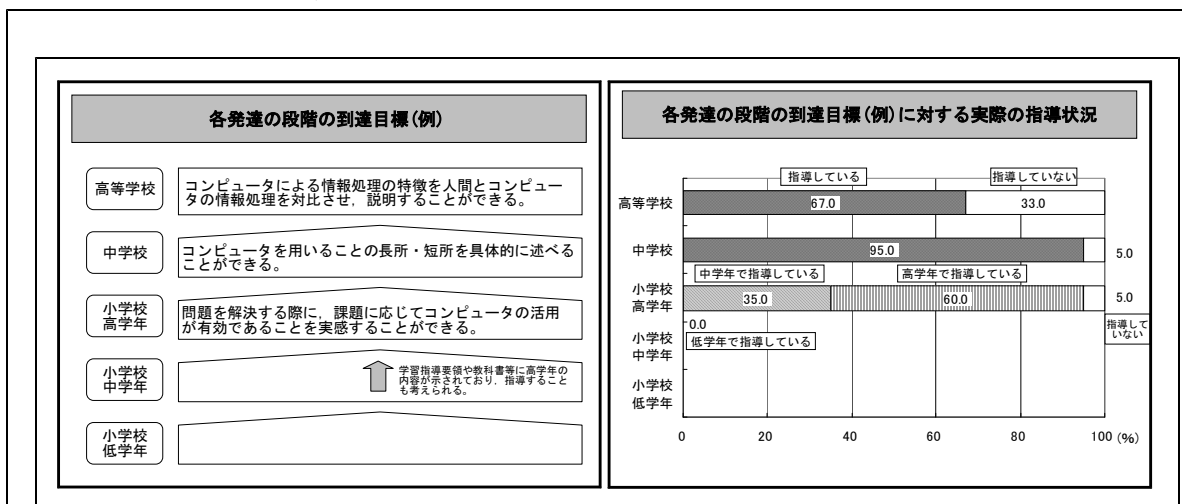 各発達の段階の到達目標(例)
高等学校
コンピュータによる情報処理の特徴を人間とコンピュー
タの情報処理を対比させ，説明することができる。
中学校
コンピュータを用いることの長所・短所を具体的に述べる
ことができる。
小学校
高学年
問題を解決する際に，課題に応じてコンピュータの活用
が有効であることを実感することができる。
小学校
中学年
学習指導要領や教科書等に高学年の
内容が示されており，指導すること
も考えられる。
小学校
低学年
各発達の段階の到達目標(例)に対する実際の指導状況
指導している
指導していない
高等学校
67.0
33.0
中学校
95.0
5.0
中学年で指導している
高学年で指導している
小学校
高学年
35.0
60.0
5.0
0.0
低学年で指導している
指導して
いない
小学校
中学年
小学校
低学年
0 20 40 60 80 100 (%)